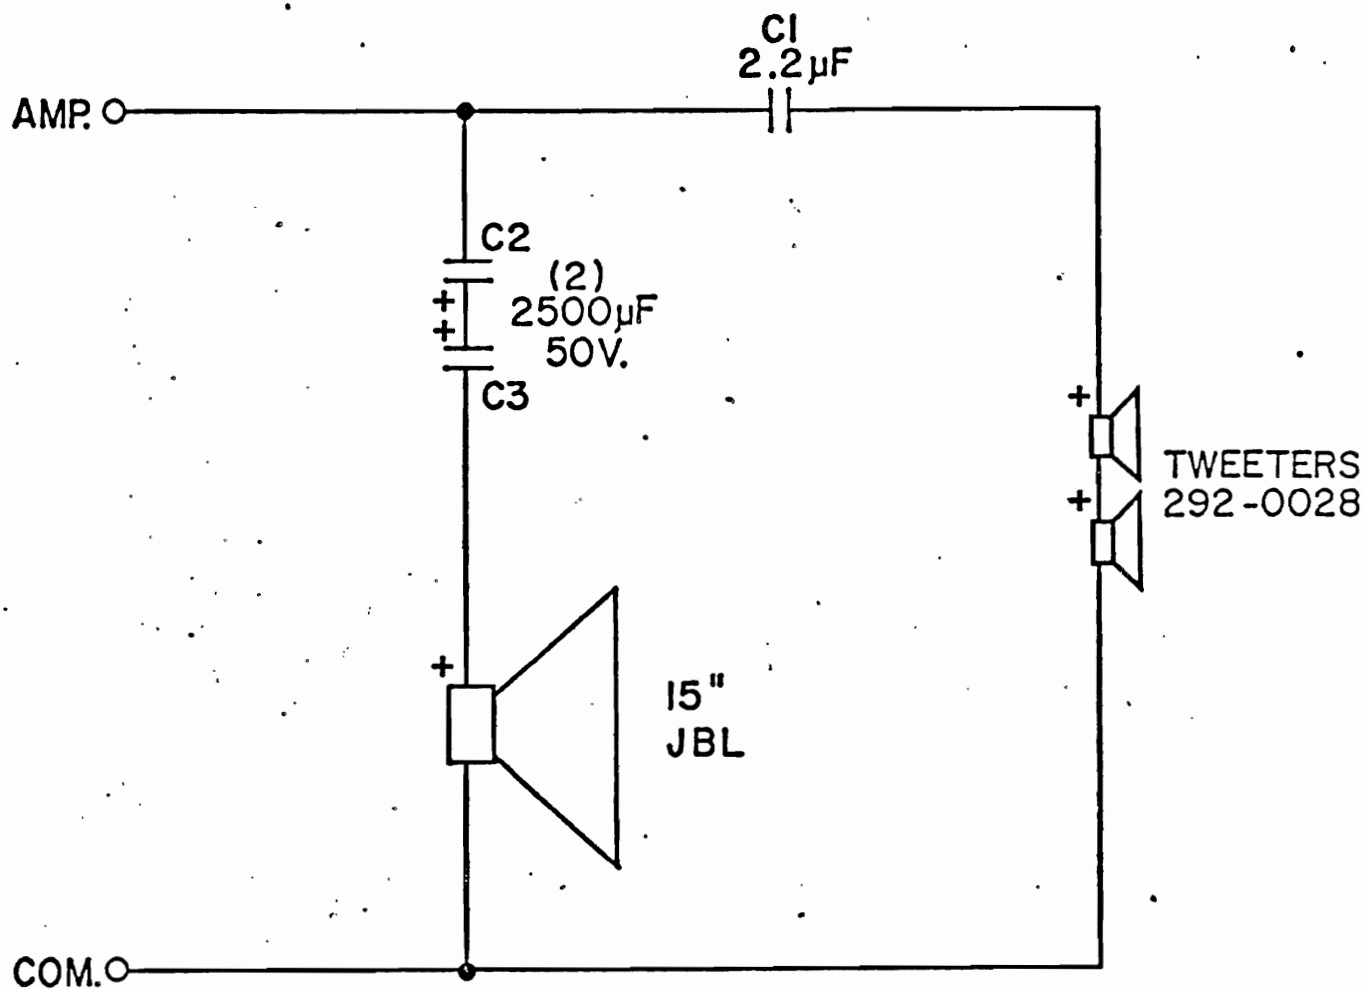 C1
2.2µF
AMP.
C2
(2)
+
2500µF
+
50V.
C3
+
TWEETERS
+
292-0028
+
15"
JBL
COM.